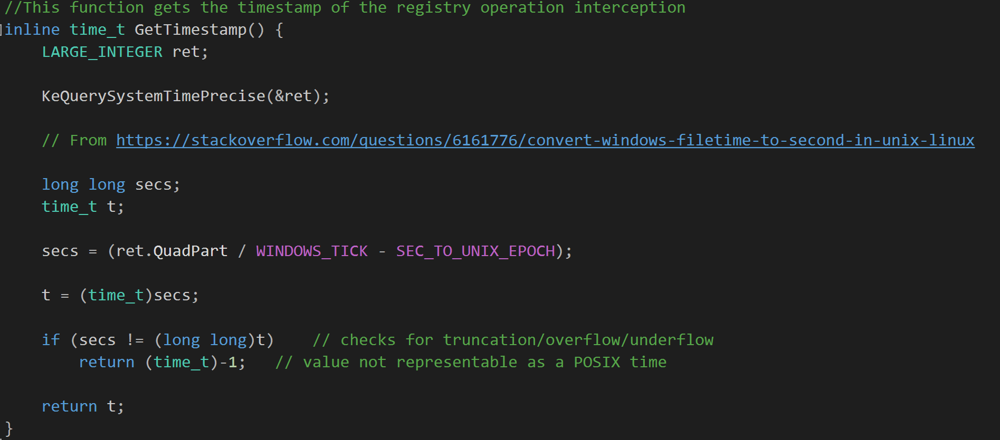 //This function gets the timestamp of the registry operation interception
inline time_t GetTimestamp() {
LARGE_INTEGER ret;
KeQuerySystemTimePrecise(&ret);
// From https://stackoverflow.com/questions/6161776/convert-windows-filetime-to-second-in-unix-linux
long long secs;
time_t t;
secs = (ret.QuadPart / WINDOWS_TICK - SEC_TO_UNIX_EPOCH);
t = (time_t)secs;
if (secs != (long long)t)    // checks for truncation/overflow/underflow
return (time_t)-1;   // value not representable as a POSIX time
return t;
}